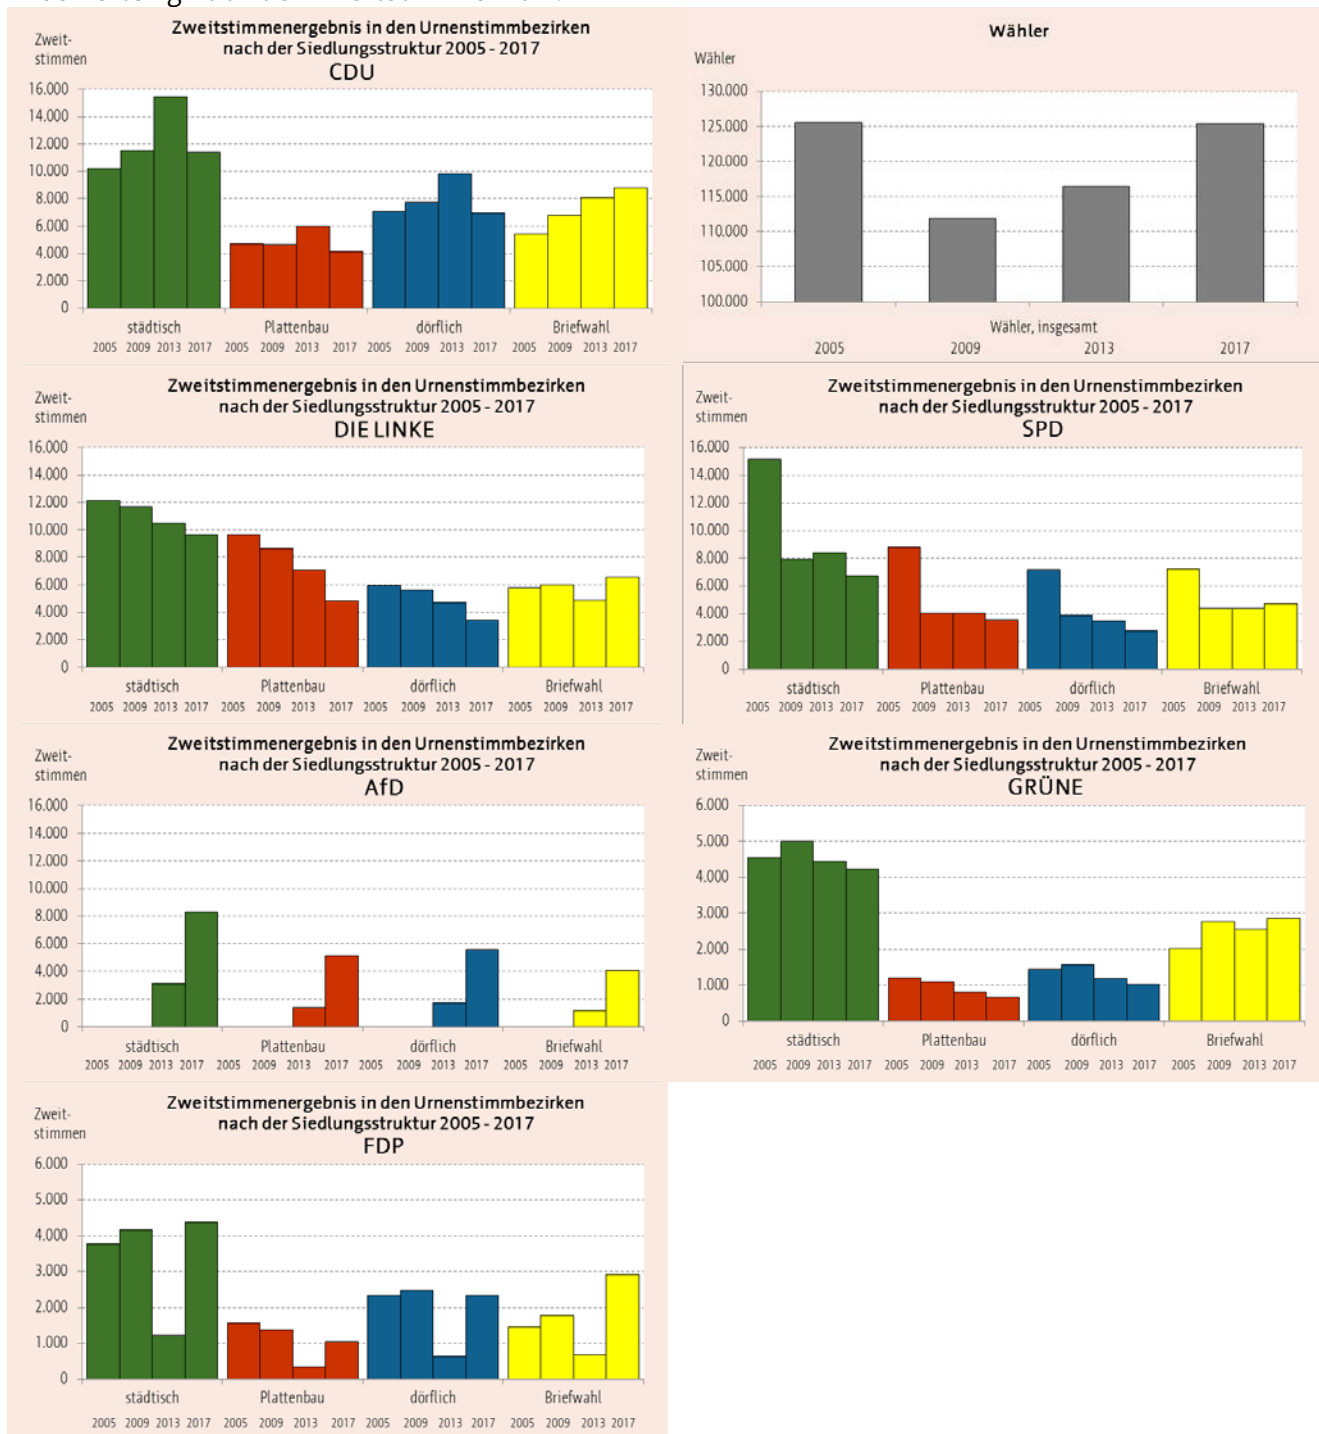 Zweit-
stimmen
Zweitstimmenergebnis in den Urnenstimmbezirken
nach der Siedlungsstruktur 2005 - 2017
CDU
16.000
14.000
12.000
10.000
8.000
6.000
4.000
2.000
0
städtisch Plattenbau dörflich Briefwahl
2005 2009 2013 2017 2005 2009 2013 2017 2005 2009 2013 2017 2005 2009 2013 2017
Wähler
Wähler
130.000
125.000
120.000
115.000
110.000
105.000
100.000
Wähler, insgesamt
2005 2009 2013 2017
Zweit-
stimmen
Zweitstimmenergebnis in den Urnenstimmbezirken
nach der Siedlungsstruktur 2005 - 2017
DIE LINKE
16.000
14.000
12.000
10.000
8.000
6.000
4.000
2.000
0
städtisch Plattenbau dörflich Briefwahl
2005 2009 2013 2017 2005 2009 2013 2017 2005 2009 2013 2017 2005 2009 2013 2017
Zweit-
stimmen
Zweitstimmenergebnis in den Urnenstimmbezirken
nach der Siedlungsstruktur 2005 - 2017
SPD
16.000
14.000
12.000
10.000
8.000
6.000
4.000
2.000
0
städtisch Plattenbau dörflich Briefwahl
2005 2009 2013 2017 2005 2009 2013 2017 2005 2009 2013 2017 2005 2009 2013 2017
Zweit-
stimmen
Zweitstimmenergebnis in den Urnenstimmbezirken
nach der Siedlungsstruktur 2005 - 2017
AfD
16.000
14.000
12.000
10.000
8.000
6.000
4.000
2.000
0
städtisch Plattenbau dörflich Briefwahl
2005 2009 2013 2017 2005 2009 2013 2017 2005 2009 2013 2017 2005 2009 2013 2017
Zweit-
stimmen
Zweitstimmenergebnis in den Urnenstimmbezirken
nach der Siedlungsstruktur 2005 - 2017
GRÜNE
6.000
5.000
4.000
3.000
2.000
1.000
0
städtisch Plattenbau dörflich Briefwahl
2005 2009 2013 2017 2005 2009 2013 2017 2005 2009 2013 2017 2005 2009 2013 2017
Zweit-
stimmen
Zweitstimmenergebnis in den Urnenstimmbezirken
nach der Siedlungsstruktur 2005 - 2017
FDP
6.000
5.000
4.000
3.000
2.000
1.000
0
städtisch Plattenbau dörflich Briefwahl
2005 2009 2013 2017 2005 2009 2013 2017 2005 2009 2013 2017 2005 2009 2013 2017